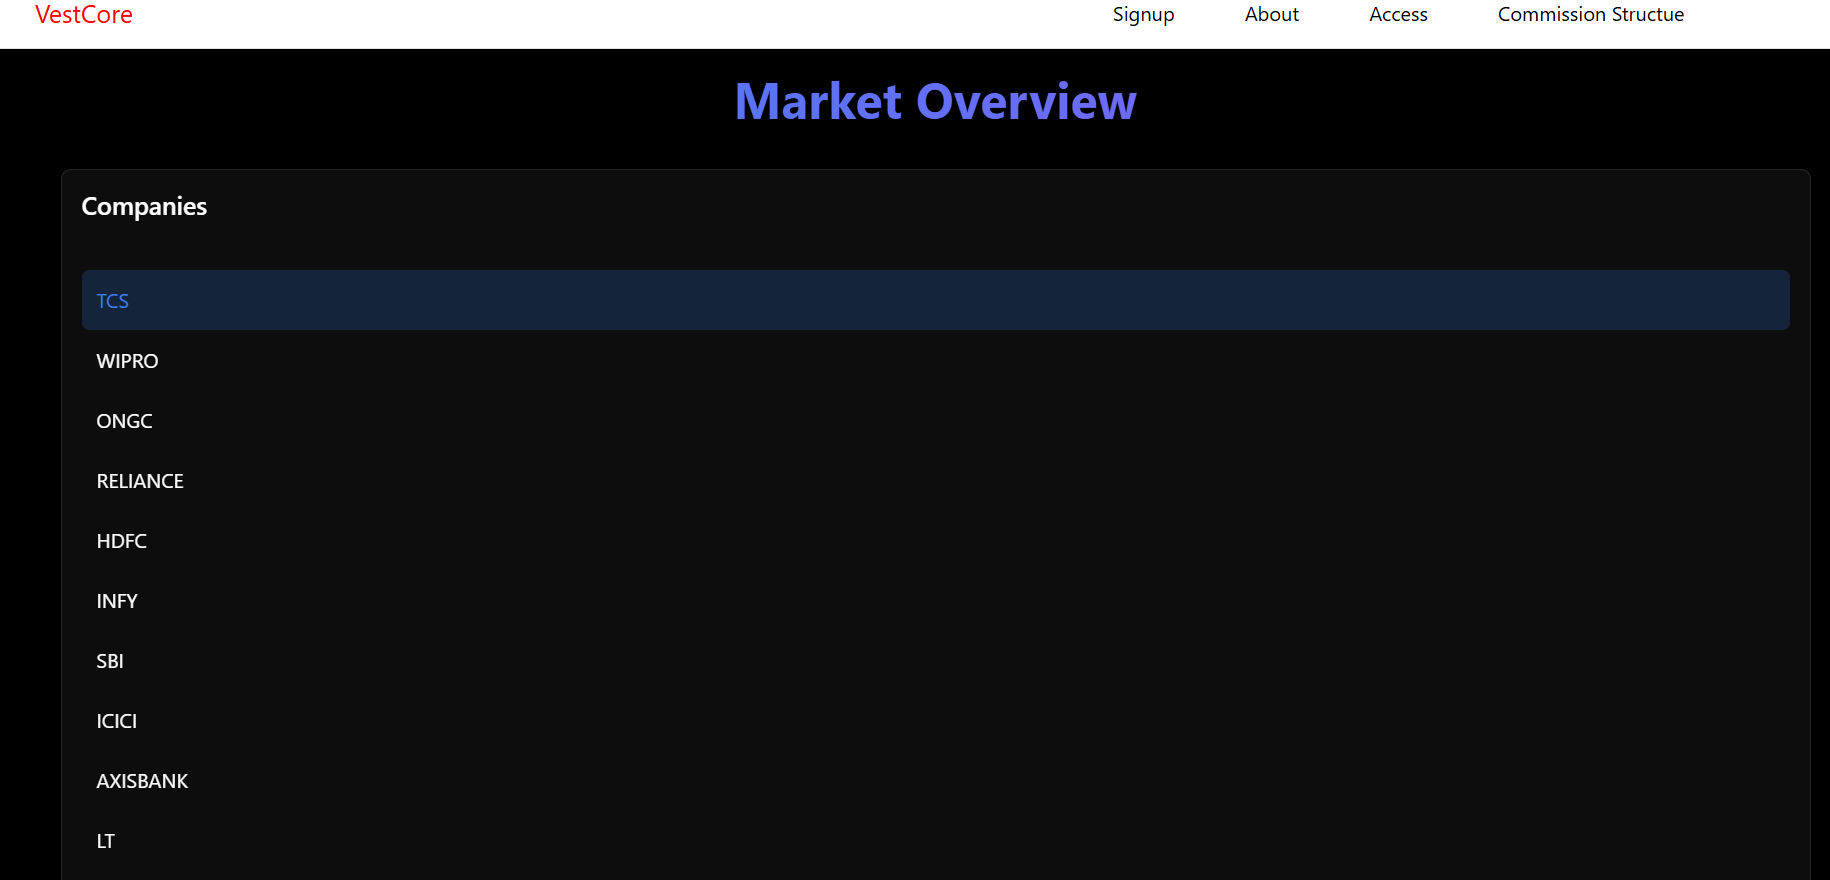 VestCore Signup About Access Commission Structue
Market Overview
Companies
TCS
WIPRO
ONGC
RELIANCE
HDFC
INFY
SBI
ICICI
AXISBANK
LT